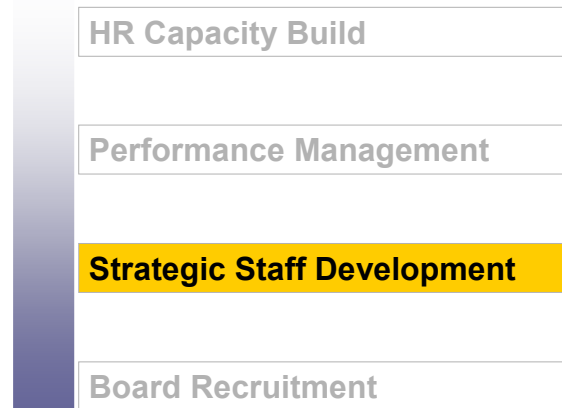 HR Capacity Build
Performance Management
Strategic Staff Development
Board Recruitment